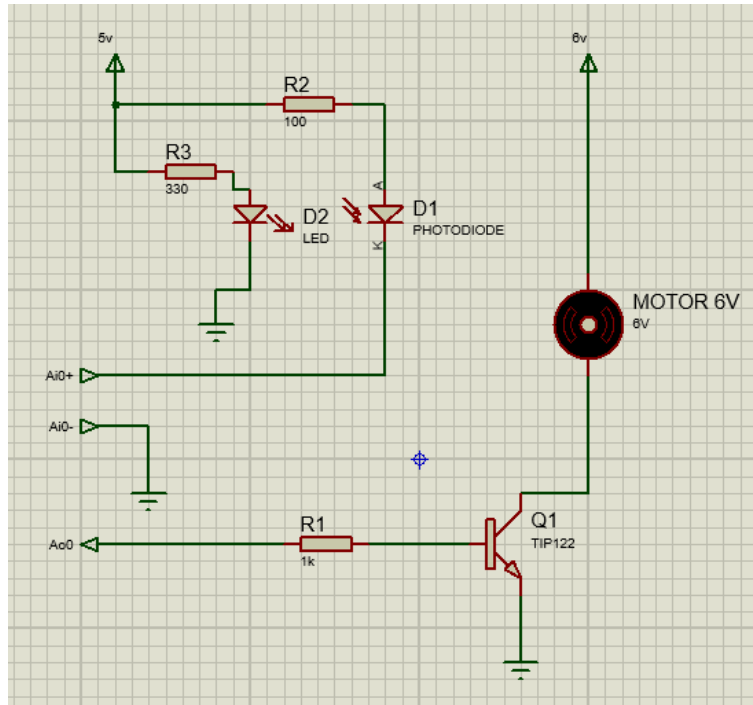 5v
6v
R2
100
R3
330
A
D2
LED
D1
PHOTODIODE
K
MOTOR 6V
6V
Ai0+
Ai0-
Ao0
R1
1k
Q1
TIP122